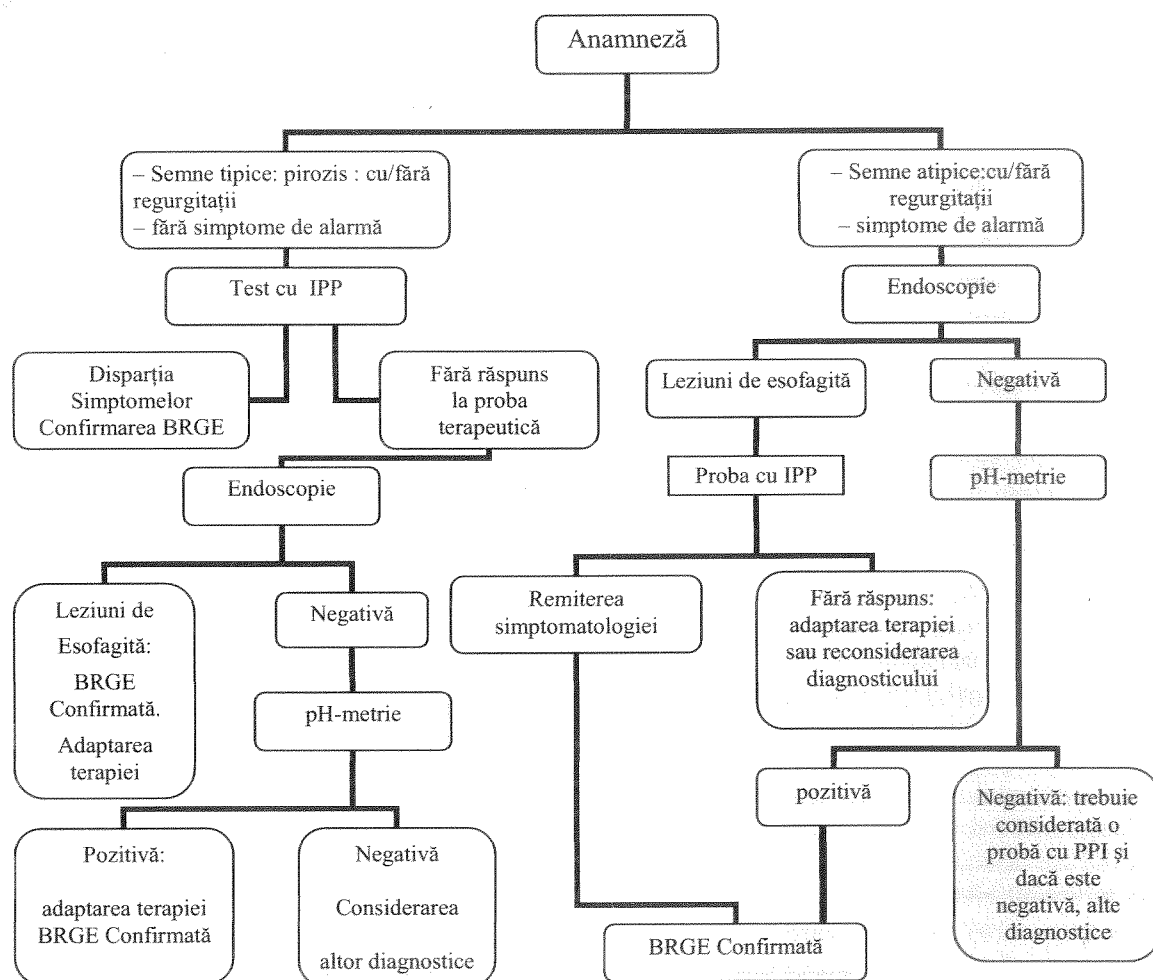 Anamneză
– Semne tipice: pirozis : cu/fără
regurgitații
– fără simptome de alarmă
– Semne atipice:cu/fără
regurgitații
– simptome de alarmă
Test cu IPP
Endoscopie
Dispariția
Simptomelor
Confirmarea BRGE
Fără răspuns
la proba
terapeutică
Leziuni de esofagită
Negativă
Endoscopie
Proba cu IPP
pH-metrie
Leziuni de
Esofagită:
BRGE
Confirmată.
Adaptarea
terapiei
Negativă
Remiterea
simptomatologiei
Fără răspuns:
adaptarea terapiei
sau reconsiderarea
diagnosticului
pH-metrie
pozitivă
Negativă: trebuie
considerată o
probă cu PPI și
dacă este
negativă, alte
diagnostice
Pozitivă:
adaptarea terapiei
BRGE Confirmată
Negativă
Considerarea
altor diagnostice
BRGE Confirmată